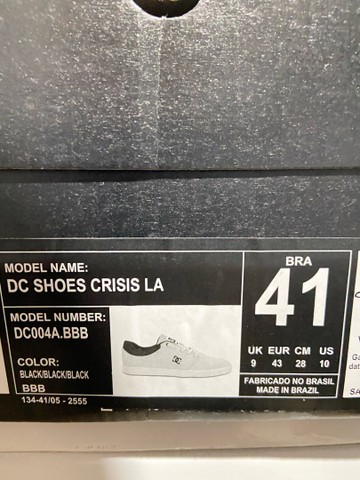 MODEL NAME:
DC SHOES CRISIS LA
MODEL NUMBER:
DC004A.BBB
COLOR:
BLACK/BLACK/BLACK
BBB
134-41/05 - 2555
DC
BRA
41
UK EUR CM US
9 43 28 10
FABRICADO NO BRASIL
MADE IN BRAZIL